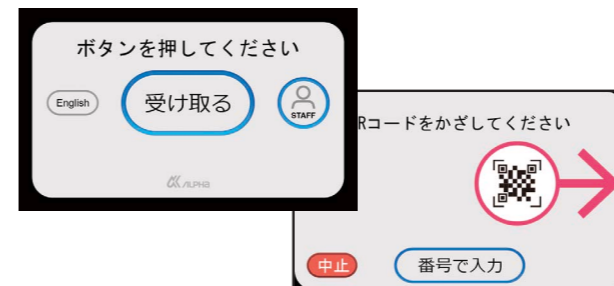 ボタンを押してください
English
受け取る
STAFF
ALPHA
Rコードをかざしてください
中止
番号で入力